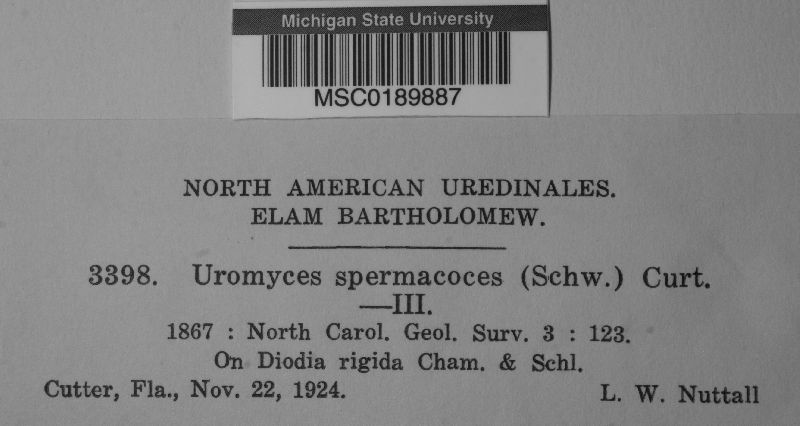 Michigan State University
MSC0189887
NORTH AMERICAN UREDINALES.
ELAM BARTHOLOMEW.
3398. Uromyces spermacoces (Schw.) Curt.
—III.
1867 : North Carol. Geol. Surv. 3 : 123.
On Diodia rigida Cham. & Schl.
Cutter, Fla., Nov. 22, 1924. L. W. Nuttall